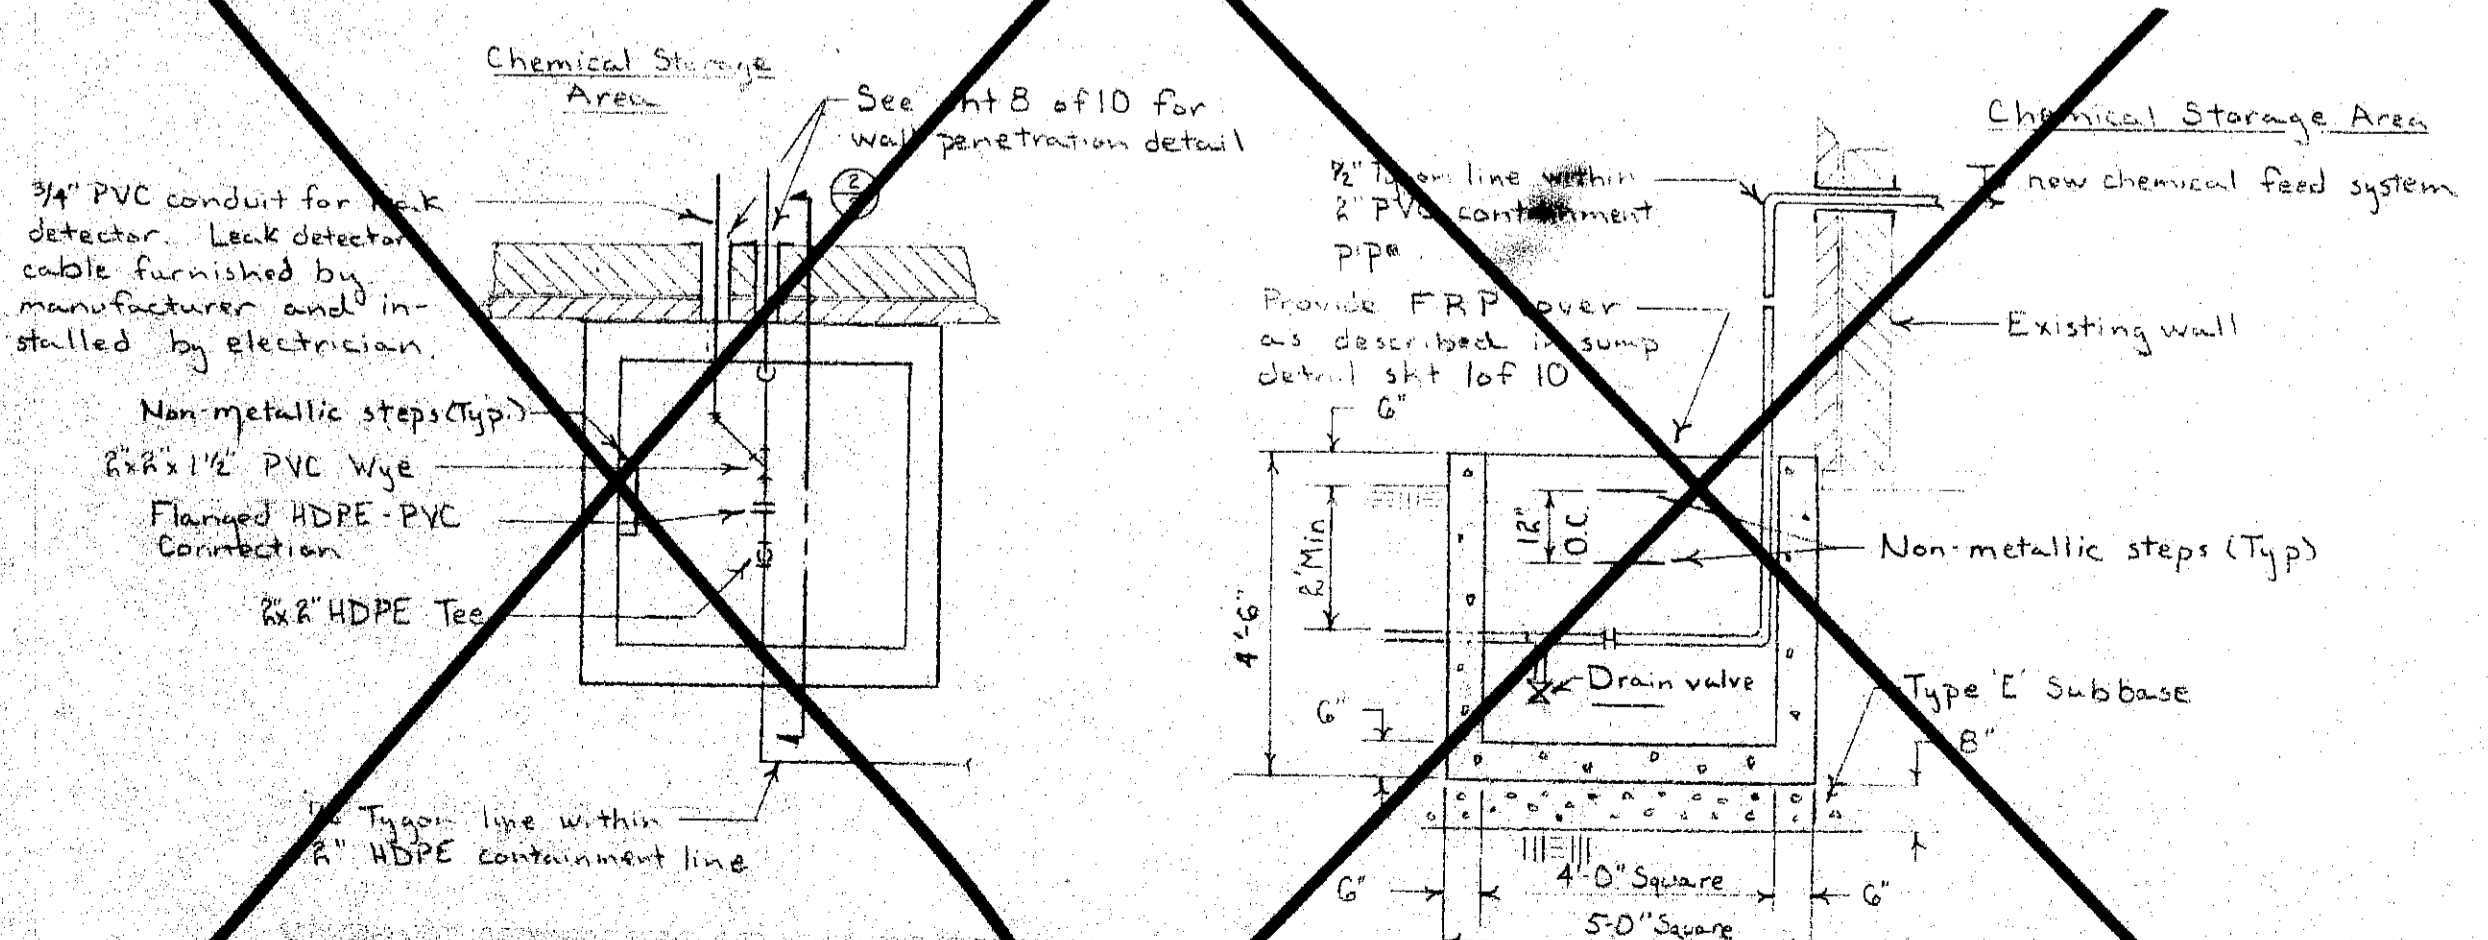 Chemical Storage
Area
See sht 8 of 10 for
wall penetration detail
2
3/4" PVC conduit for leak
detector. Leak detector
cable furnished by
manufacturer and in-
stalled by electrician.
Non-metallic steps (Typ.)
2"x2"x1½" PVC Wye
Flanged HDPE-PVC
Connection
2"x2" HDPE Tee
Tygon line within
2" HDPE containment line
Chemical Storage Area
To new chemical feed system
½" Tygon line within
2" PVC containment
pipe
Provide FRP cover
as described in sump
detail sht 1 of 10
Existing wall
6"
12"
O.C.
2' Min
4'-6"
Non-metallic steps (Typ)
Drain valve
Type 'E' Subbase
6"
8"
4'-0" Square
6"
6"
5-0" Square